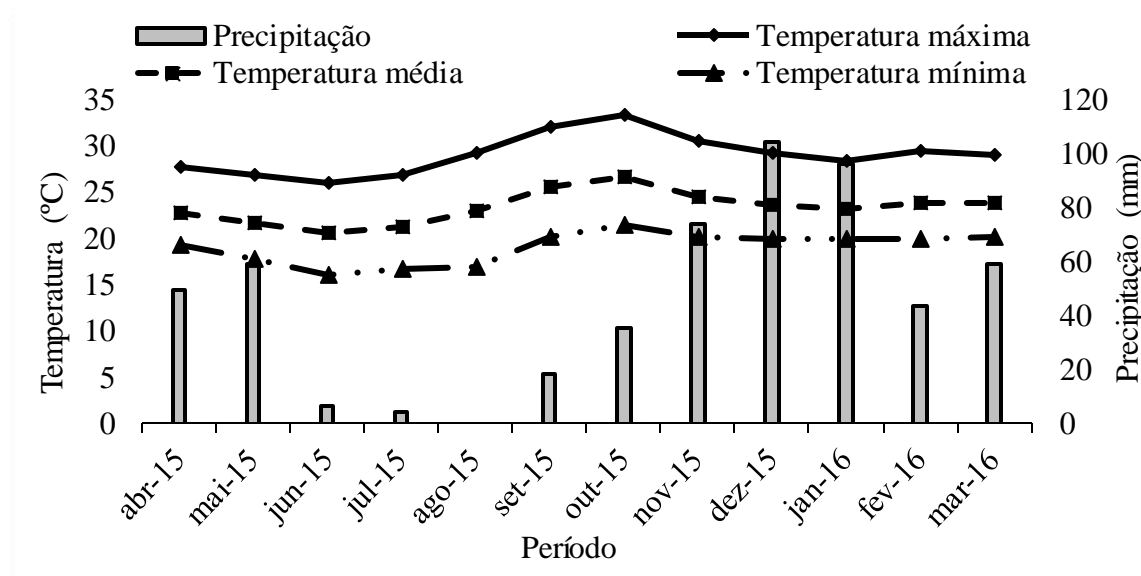 Precipitação
Temperatura máxima
Temperatura média
Temperatura mínima
Temperatura (ºC)
35
30
25
20
15
10
5
0
Precipitação (mm)
120
100
80
60
40
20
0
abr-15
mai-15
jun-15
jul-15
ago-15
set-15
out-15
nov-15
dez-15
jan-16
fev-16
mar-16
Período